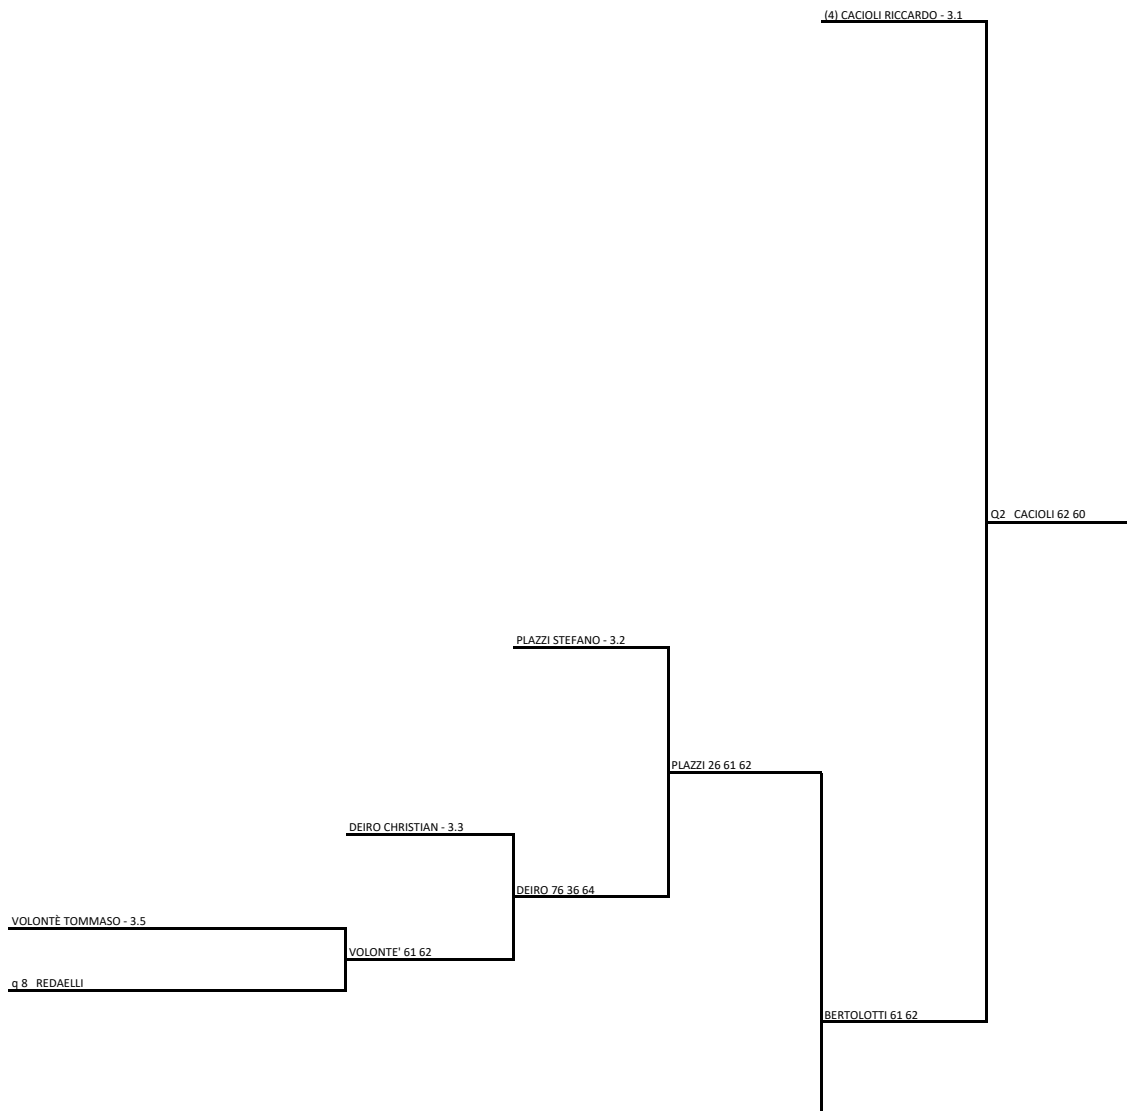 (4) CACIOLI RICCARDO - 3.1
Q2 CACIOLI 62 60
PLAZZI STEFANO - 3.2
PLAZZI 26 61 62
DEIRO CHRISTIAN - 3.3
DEIRO 76 36 64
VOLONTÈ TOMMASO - 3.5
VOLONTE' 61 62
q 8 REDAELLI
BERTOLOTTI 61 62